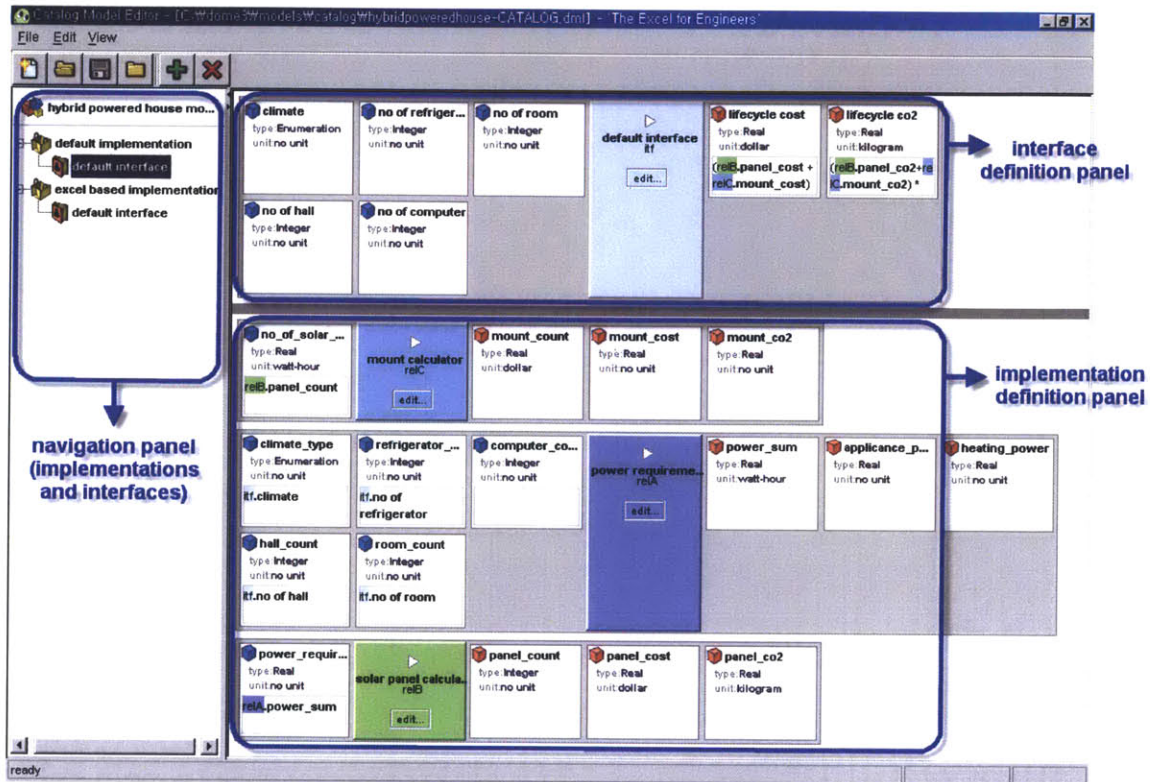 Catalog Model Editor - [C:₩dome3₩models₩catalog₩hybridpoweredhouse-CATALOG.dml] - 'The Excel for Engineers'
File Edit View
hybrid powered house mo...
default implementation
default interface
excel based implementation
default interface
navigation panel
(implementations
and interfaces)
climate
type:Enumeration
unit:no unit
no of refriger...
type:Integer
unit:no unit
no of room
type:Integer
unit:no unit
default interface
itf
edit...
lifecycle cost
type:Real
unit:dollar
(relB.panel_cost +
relC.mount_cost)
lifecycle co2
type:Real
unit:kilogram
(relB.panel_co2+re
lC.mount_co2) *
no of hall
type:Integer
unit:no unit
no of computer
type:Integer
unit:no unit
interface
definition panel
no_of_solar_...
type:Real
unit:watt-hour
relB.panel_count
mount calculator
relC
edit...
mount_count
type:Real
unit:dollar
mount_cost
type:Real
unit:no unit
mount_co2
type:Real
unit:no unit
implementation
definition panel
climate_type
type:Enumeration
unit:no unit
itf.climate
refrigerator_...
type:Integer
unit:no unit
itf.no of
refrigerator
computer_co...
type:Integer
unit:no unit
power requireme...
relA
edit...
power_sum
type:Real
unit:watt-hour
applicance_p...
type:Real
unit:no unit
heating_power
type:Real
unit:no unit
hall_count
type:Integer
unit:no unit
itf.no of hall
room_count
type:Integer
unit:no unit
itf.no of room
power_requir...
type:Real
unit:no unit
relA.power_sum
solar panel calcula...
relB
edit...
panel_count
type:Integer
unit:no unit
panel_cost
type:Real
unit:dollar
panel_co2
type:Real
unit:kilogram
ready